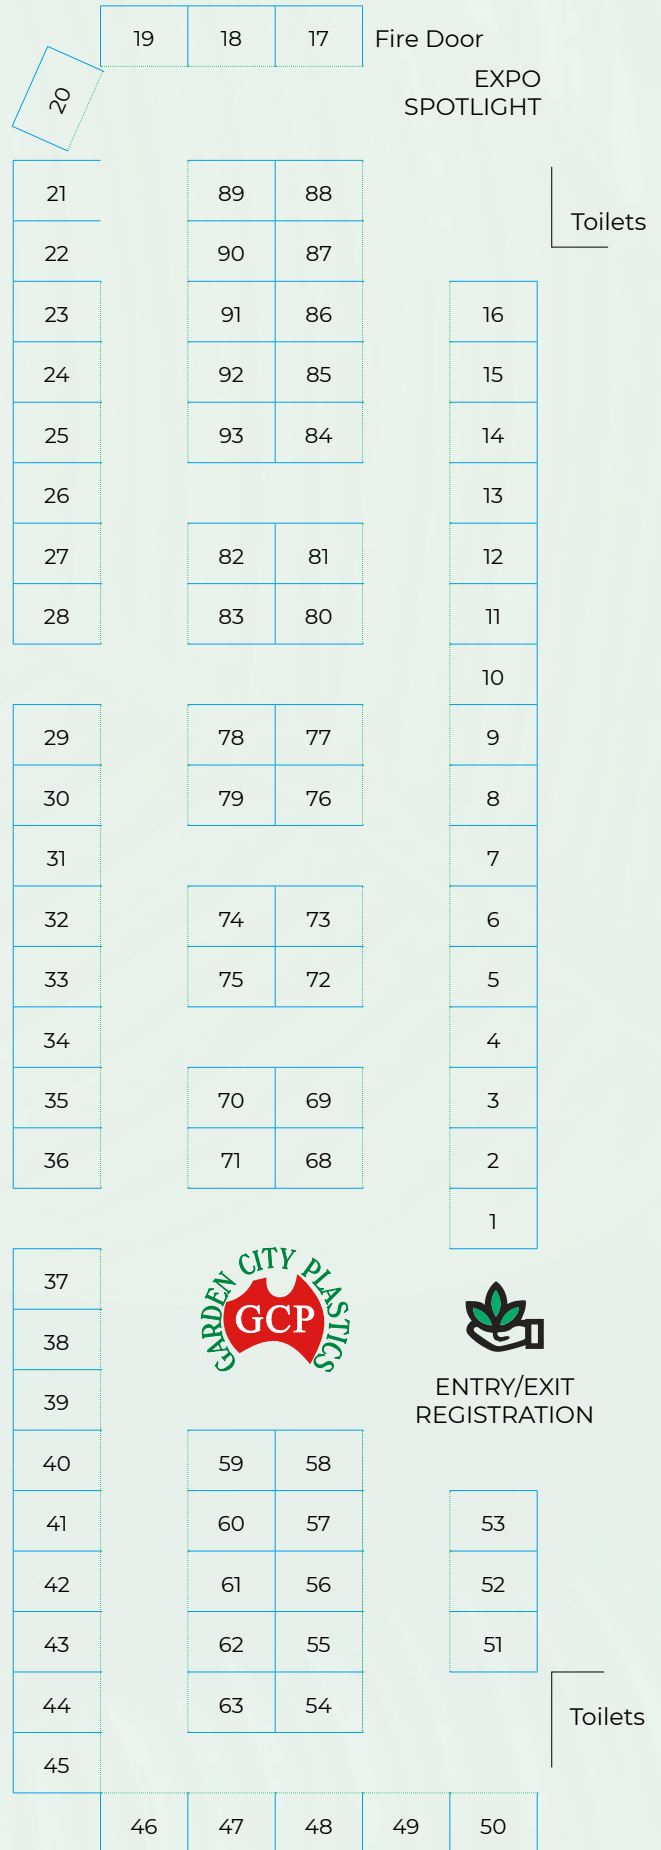 19 18 17 Fire Door
EXPO
SPOTLIGHT
20
21 89 88
Toilets
22 90 87
23 91 86 16
24 92 85 15
25 93 84 14
26 13
27 82 81 12
28 83 80 11
10
29 78 77 9
30 79 76 8
31 7
32 74 73 6
33 75 72 5
34 4
35 70 69 3
36 71 68 2
1
37
GARDEN CITY PLASTICS
GCP
38
ENTRY/EXIT
REGISTRATION
39
40 59 58
41 60 57 53
42 61 56 52
43 62 55 51
44 63 54
Toilets
45
46 47 48 49 50